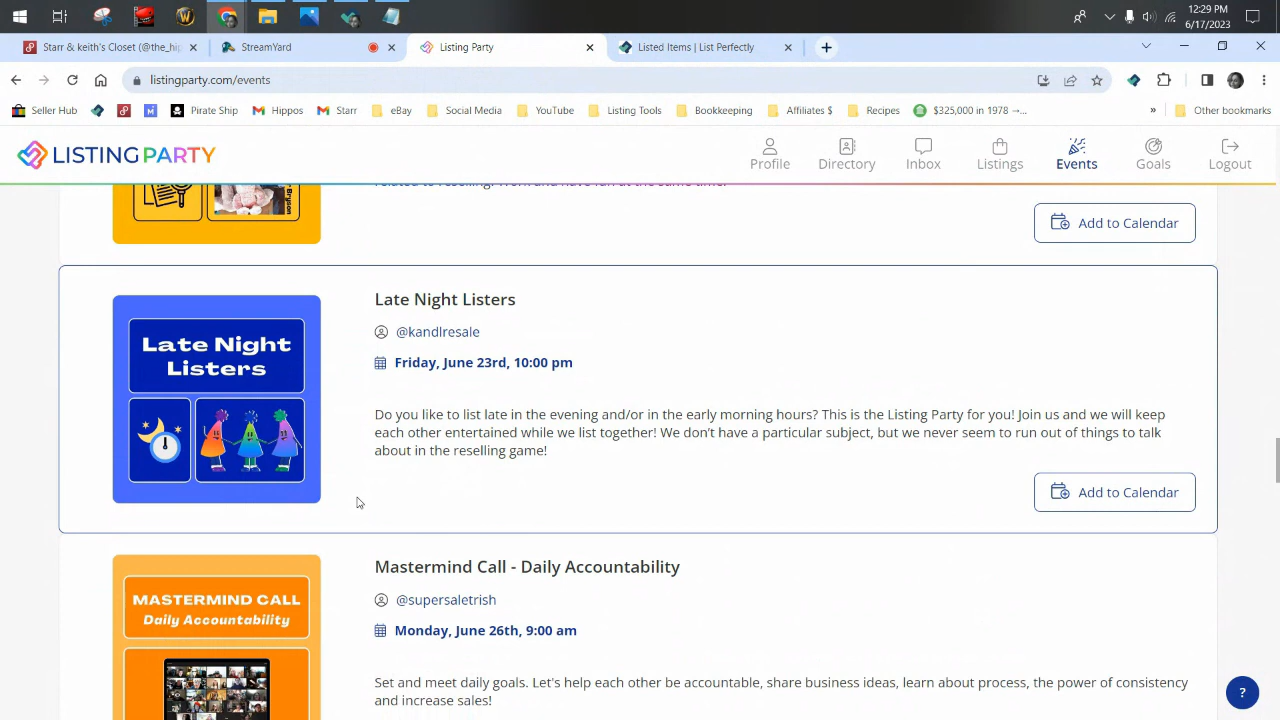 12:29 PM
6/17/2023
Starr & keith's Closet (@the_hip
StreamYard
Listing Party
Listed Items | List Perfectly
listingparty.com/events
Seller Hub
Pirate Ship
Hippos
Starr
eBay
Social Media
YouTube
Listing Tools
Bookkeeping
Affiliates $
Recipes
$325,000 in 1978 →...
»
Other bookmarks
LISTINGPARTY
Profile
Directory
Inbox
Listings
Events
Goals
Logout
Add to Calendar
Late Night
Listers
Late Night Listers
@kandlresale
Friday, June 23rd, 10:00 pm
Do you like to list late in the evening and/or in the early morning hours? This is the Listing Party for you! Join us and we will keep
each other entertained while we list together! We don't have a particular subject, but we never seem to run out of things to talk
about in the reselling game!
Add to Calendar
MASTERMIND CALL
Daily Accountability
Mastermind Call - Daily Accountability
@supersaletrish
Monday, June 26th, 9:00 am
Set and meet daily goals. Let's help each other be accountable, share business ideas, learn about process, the power of consistency
and increase sales!
?